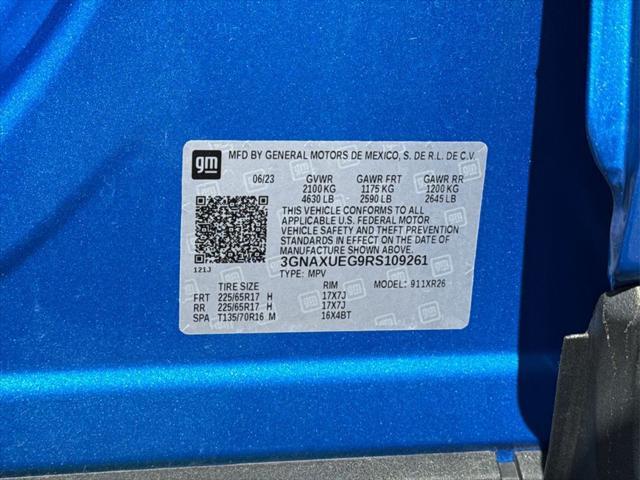 gm MFD BY GENERAL MOTORS DE MEXICO, S. DE R.L. DE C.V.
06/23 GVWR GAWR FRT GAWR RR
2100 KG 1175 KG 1200 KG
4630 LB 2590 LB 2645 LB
THIS VEHICLE CONFORMS TO ALL
APPLICABLE U.S. FEDERAL MOTOR
VEHICLE SAFETY AND THEFT PREVENTION
STANDARDS IN EFFECT ON THE DATE OF
MANUFACTURE SHOWN ABOVE.
3GNAXUEG9RS109261
121J TYPE: MPV
TIRE SIZE RIM MODEL: 911XR26
FRT 225/65R17 H 17X7J
RR 225/65R17 H 17X7J
SPA T135/70R16 M 16X4BT